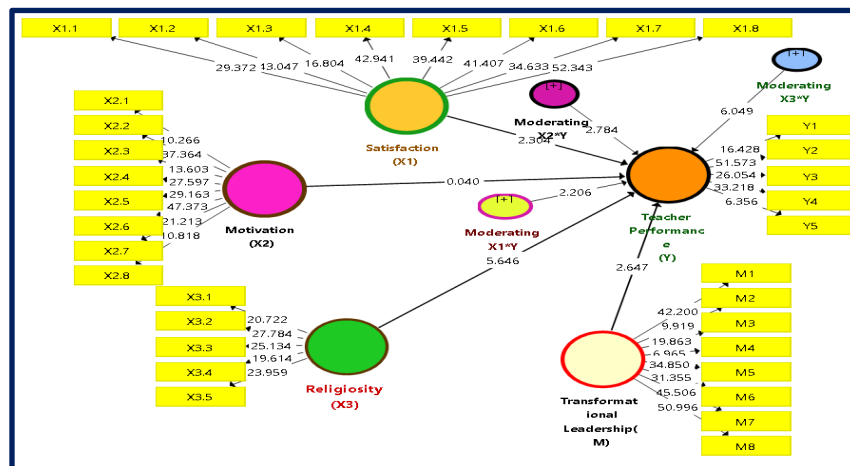 X1.1 X1.2 X1.3 X1.4 X1.5 X1.6 X1.7 X1.8
29.372 43.047 16.804 42.941 39.442 41.407 34.633 52.343
[+]
Moderating
X3*Y
[+]
Moderating
X2*Y
Satisfaction
(X1)
2.304
2.784
6.049
X2.1
X2.2
X2.3
X2.4
X2.5
X2.6
X2.7
X2.8
10.266
37.364
13.603
27.597
29.163
47.373
21.213
10.818
Motivation
(X2)
0.040
[+]
Moderating
X1*Y
2.206
Teacher
Performanc
e
(Y)
16.428
51.573
26.054
33.218
6.356
Y1
Y2
Y3
Y4
Y5
5.646
2.647
X3.1
X3.2
X3.3
X3.4
X3.5
20.722
27.784
25.134
19.614
23.959
Religiosity
(X3)
Transformat
ional
Leadership(
M)
42.200
9.919
19.863
6.965
34.850
31.355
45.506
50.996
M1
M2
M3
M4
M5
M6
M7
M8